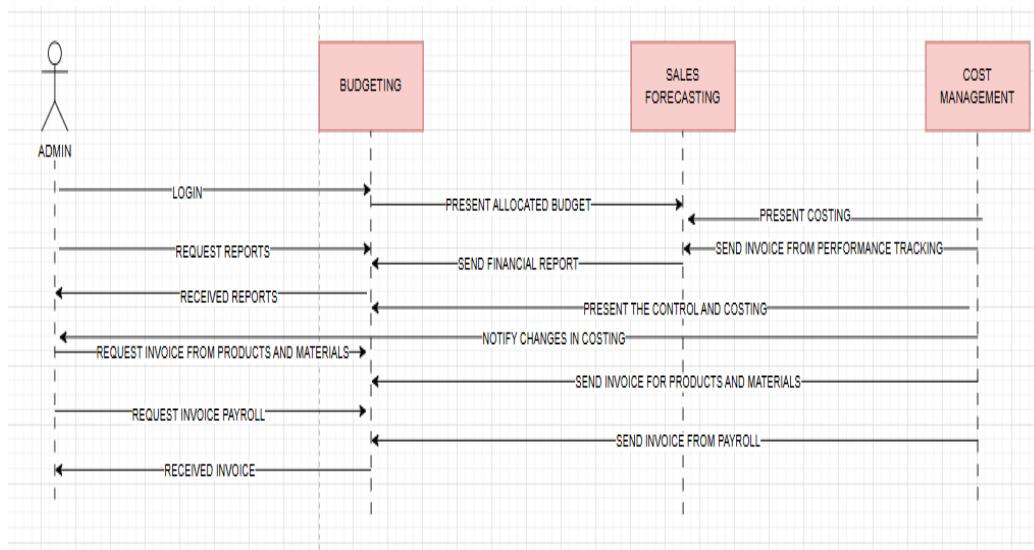 BUDGETING
SALES
FORECASTING
COST
MANAGEMENT
ADMIN
LOGIN
PRESENT ALLOCATED BUDGET
PRESENT COSTING
REQUEST REPORTS
SEND INVOICE FROM PERFORMANCE TRACKING
SEND FINANCIAL REPORT
RECEIVED REPORTS
PRESENT THE CONTROL AND COSTING
NOTIFY CHANGES IN COSTING
REQUEST INVOICE FROM PRODUCTS AND MATERIALS
SEND INVOICE FOR PRODUCTS AND MATERIALS
REQUEST INVOICE PAYROLL
SEND INVOICE FROM PAYROLL
RECEIVED INVOICE